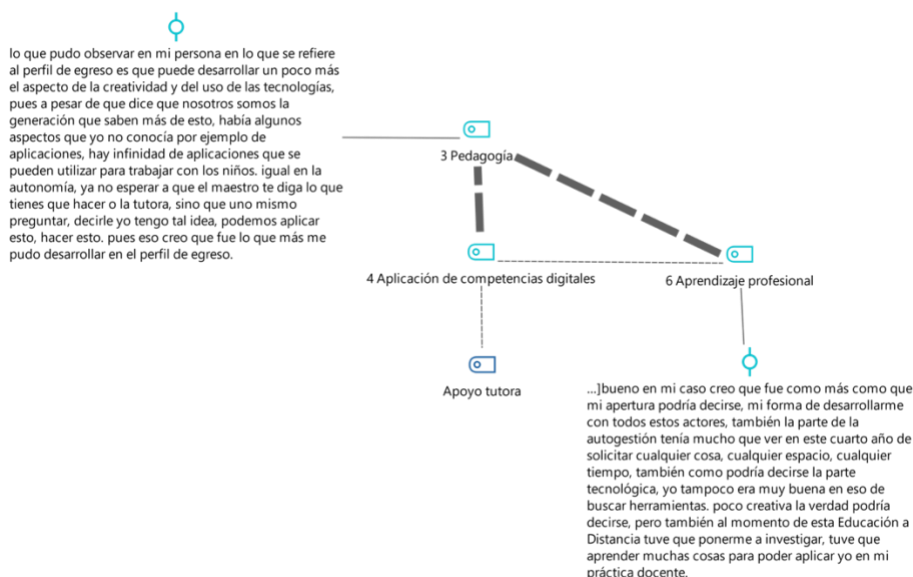 lo que pudo observar en mi persona en lo que se refiere
al perfil de egreso es que puede desarrollar un poco más
el aspecto de la creatividad y del uso de las tecnologías,
pues a pesar de que dice que nosotros somos la
generación que saben más de esto, había algunos
aspectos que yo no conocía por ejemplo de
aplicaciones, hay infinidad de aplicaciones que se
pueden utilizar para trabajar con los niños. igual en la
autonomía, ya no esperar a que el maestro te diga lo que
tienes que hacer o la tutora, sino que uno mismo
preguntar, decirle yo tengo tal idea, podemos aplicar
esto, hacer esto. pues eso creo que fue lo que más me
pudo desarrollar en el perfil de egreso.
3 Pedagogía
4 Aplicación de competencias digitales
6 Aprendizaje profesional
Apoyo tutora
...]bueno en mi caso creo que fue como más como que
mi apertura podría decirse, mi forma de desarrollarme
con todos estos actores, también la parte de la
autogestión tenía mucho que ver en este cuarto año de
solicitar cualquier cosa, cualquier espacio, cualquier
tiempo, también como podría decirse la parte
tecnológica, yo tampoco era muy buena en eso de
buscar herramientas. poco creativa la verdad podría
decirse, pero también al momento de esta Educación a
Distancia tuve que ponerme a investigar, tuve que
aprender muchas cosas para poder aplicar yo en mi
práctica docente.